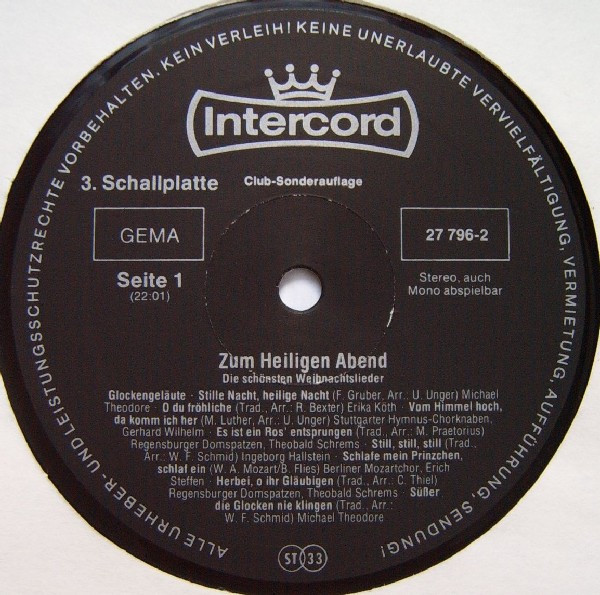 ALLE URHEBER- UND LEISTUNGSSCHUTZRECHTE VORBEHALTEN. KEIN VERLEIH! KEINE UNERLAUBTE VERVIELFÄLTIGUNG, VERMIETUNG, AUFFÜHRUNG, SENDUNG!
Intercord
3. Schallplatte
Club-Sonderauflage
GEMA
27 796-2
Seite 1
(22:01)
Stereo, auch
Mono abspielbar
Zum Heiligen Abend
Die schönsten Weihnachtslieder
Glockengeläute · Stille Nacht, heilige Nacht (F. Gruber, Arr.: U. Unger) Michael
Theodore · O du fröhliche (Trad., Arr.: R. Bexter) Erika Köth · Vom Himmel hoch,
da komm ich her (M. Luther, Arr.: U. Unger) Stuttgarter Hymnus-Chorknaben,
Gerhard Wilhelm · Es ist ein Ros' entsprungen (Trad., Arr.: M. Praetorius)
Regensburger Domspatzen, Theobald Schrems · Still, still, still (Trad.,
Arr.: W. F. Schmid) Ingeborg Hallstein · Schlafe mein Prinzchen,
schlaf ein (W. A. Mozart/B. Flies) Berliner Mozartchor, Erich
Steffen · Herbei, o ihr Gläubigen (Trad., Arr.: C. Thiel)
Regensburger Domspatzen, Theobald Schrems · Süßer
die Glocken nie klingen (Trad., Arr.:
W. F. Schmid) Michael Theodore
ST 33